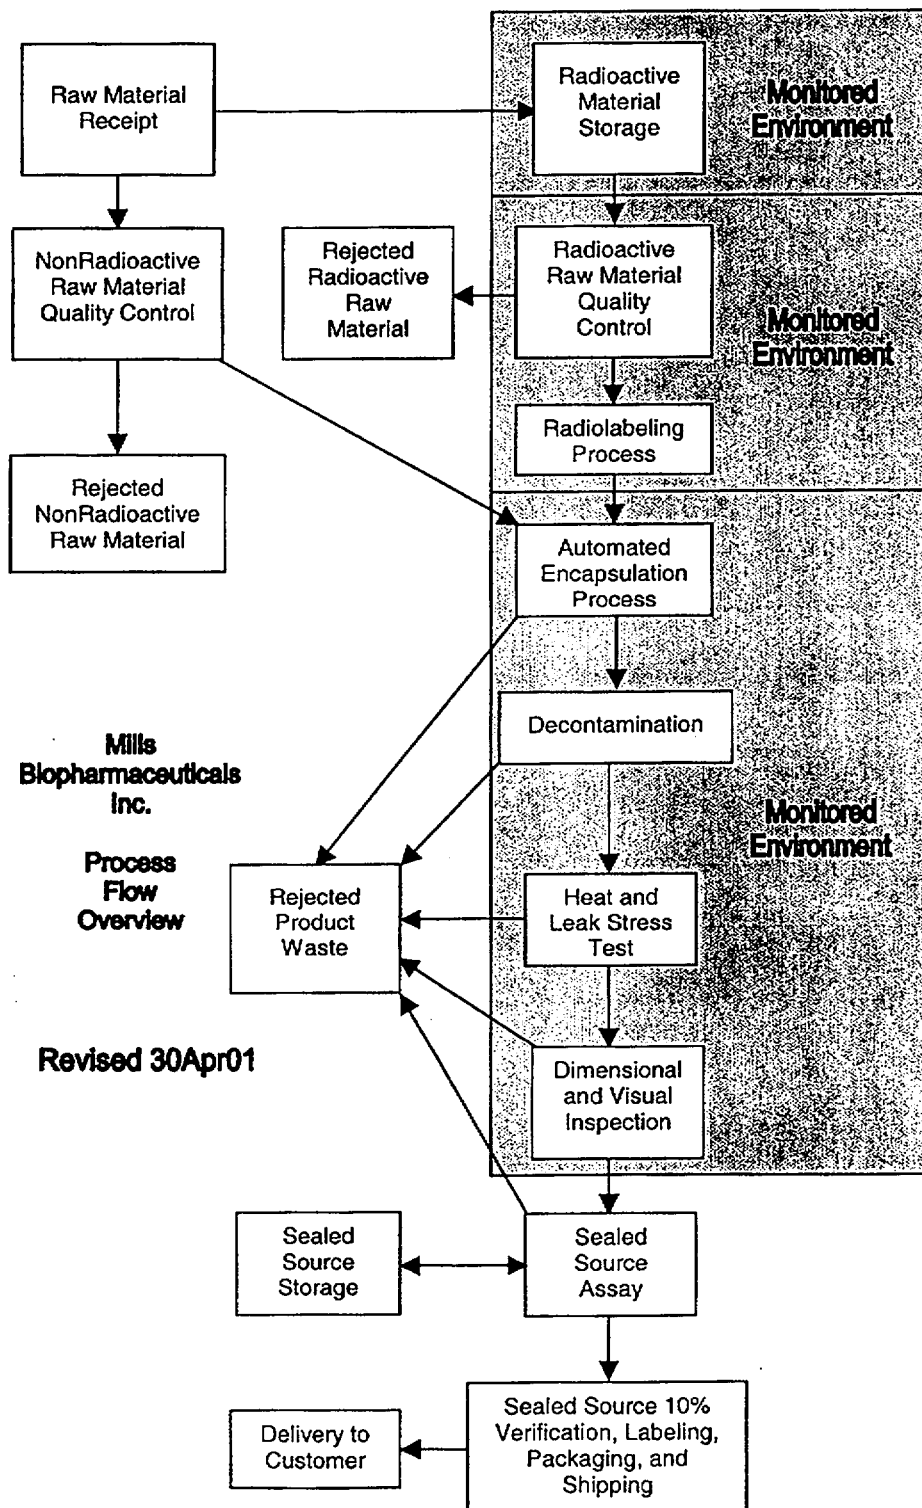 Raw Material
Receipt
Radioactive
Material
Storage
Monitored
Environment
NonRadioactive
Raw Material
Quality Control
Rejected
Radioactive
Raw
Material
Radioactive
Raw Material
Quality
Control
Monitored
Environment
Radiolabeling
Process
Rejected
NonRadioactive
Raw Material
Automated
Encapsulation
Process
Decontamination
Mills
Biopharmaceuticals
Inc.
Process
Flow
Overview
Monitored
Environment
Rejected
Product
Waste
Heat and
Leak Stress
Test
Revised 30Apr01
Dimensional
and Visual
Inspection
Sealed
Source
Storage
Sealed
Source
Assay
Delivery to
Customer
Sealed Source 10%
Verification, Labeling,
Packaging, and
Shipping